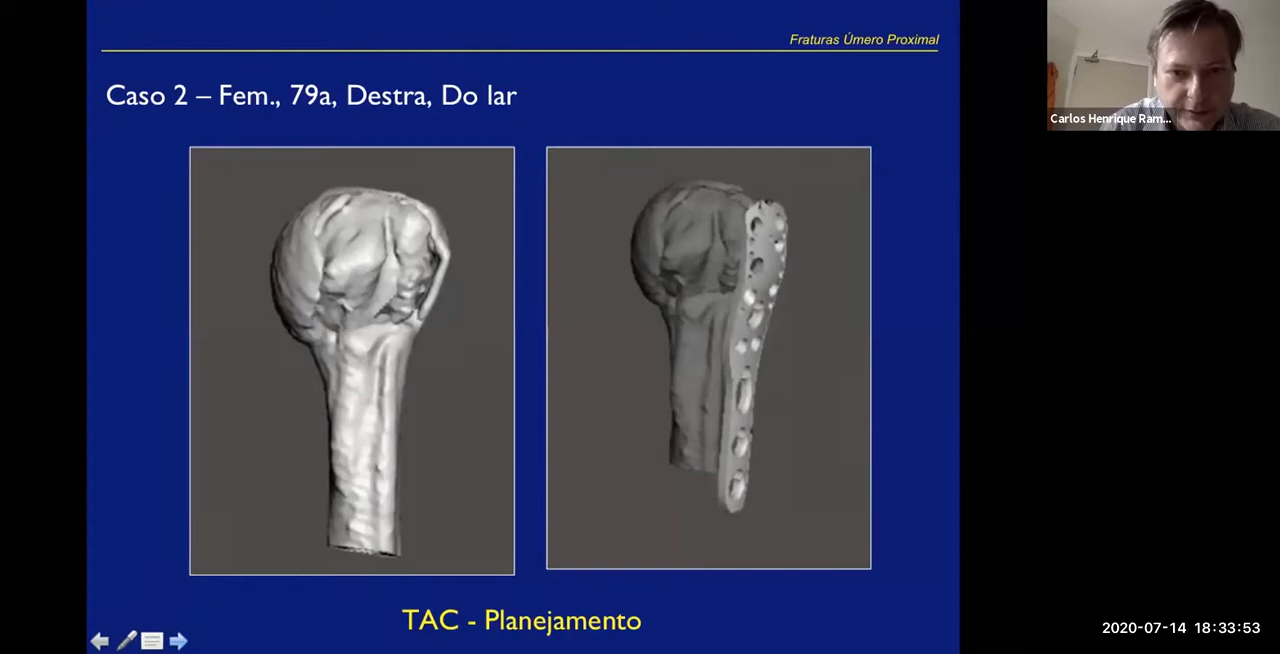 Fraturas Úmero Proximal
Caso 2 – Fem., 79a, Destra, Do lar
Carlos Henrique Ram...
TAC - Planejamento
2020-07-14 18:33:53